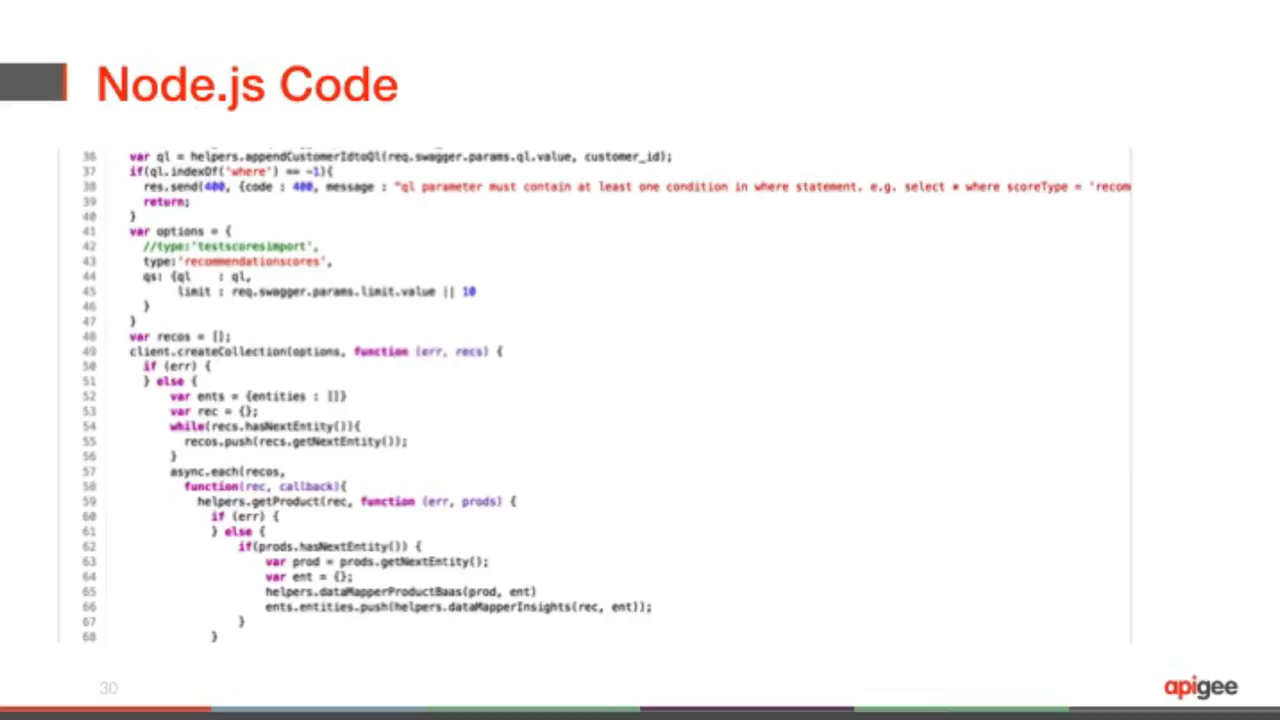 Node.js Code
36 var ql = helpers.appendCustomerIdtoQl(req.swagger.params.ql.value, customer_id);
37 if(ql.indexOf('where') == -1){
38 res.send(400, {code : 400, message : "ql parameter must contain at least one condition in where statement. e.g. select * where scoreType = 'recom
39 return;
40 }
41 var options = {
42 //type:'testscoresimport',
43 type:'recommendationscores',
44 qs: {ql : ql,
45 limit : req.swagger.params.limit.value || 10
46 }
47 }
48 var recos = [];
49 client.createCollection(options, function (err, recs) {
50 if (err) {
51 } else {
52 var ents = {entities : []}
53 var rec = {};
54 while(recs.hasNextEntity()){
55 recos.push(recs.getNextEntity());
56 }
57 async.each(recos,
58 function(rec, callback){
59 helpers.getProduct(rec, function (err, prods) {
60 if (err) {
61 } else {
62 if(prods.hasNextEntity()) {
63 var prod = prods.getNextEntity();
64 var ent = {};
65 helpers.dataMapperProductBaas(prod, ent)
66 ents.entities.push(helpers.dataMapperInsights(rec, ent));
67 }
68 }
30
apigee